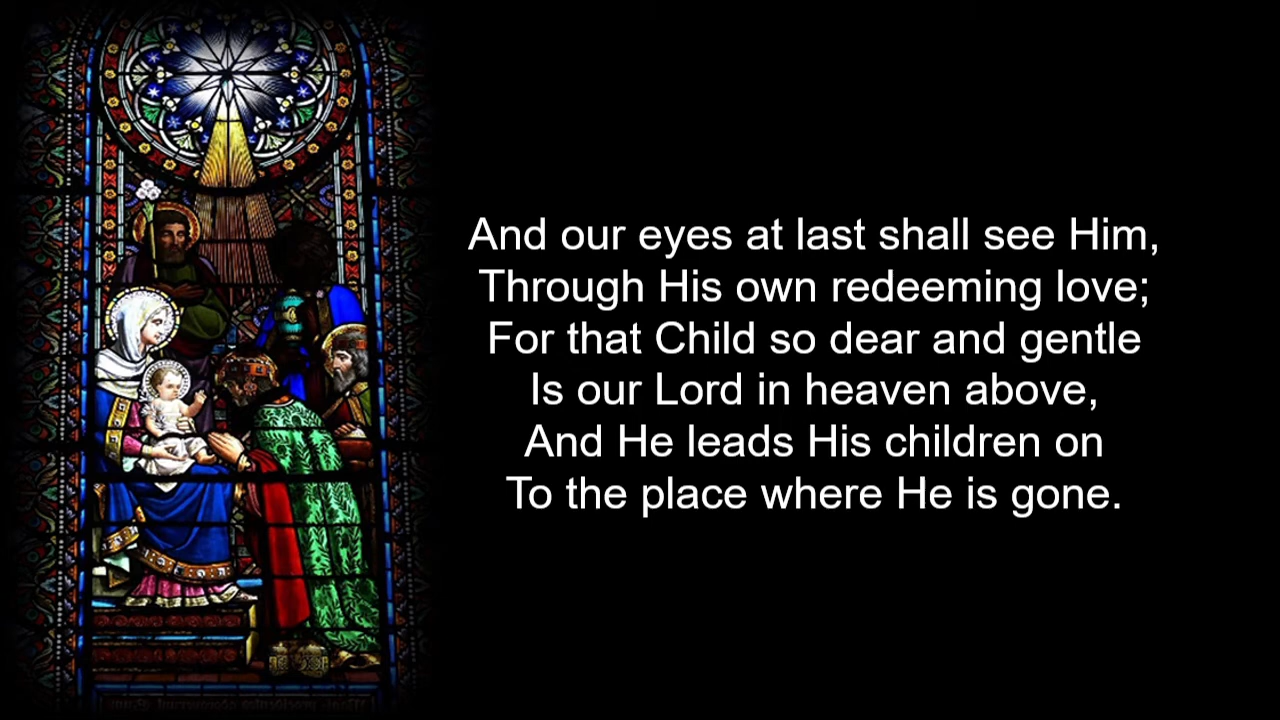 And our eyes at last shall see Him,
Through His own redeeming love;
For that Child so dear and gentle
Is our Lord in heaven above,
And He leads His children on
To the place where He is gone.